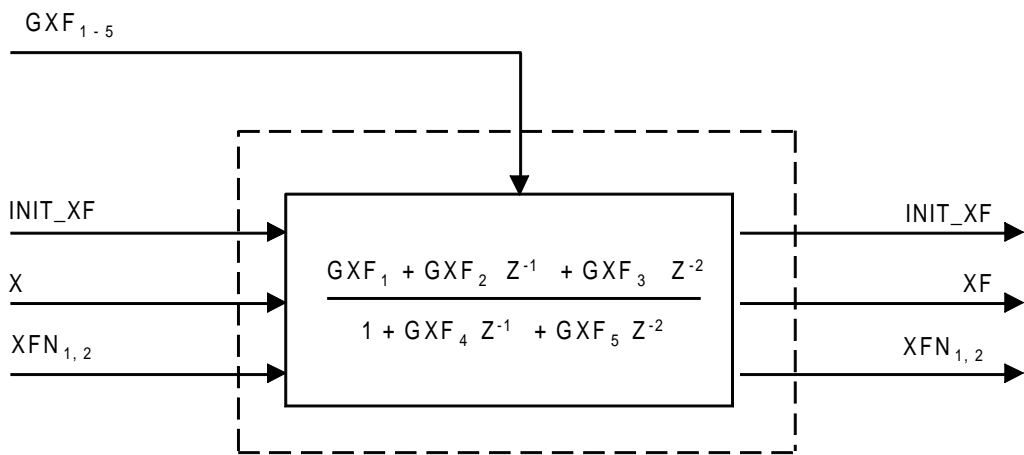 GXF₁₋₅
INIT_XF
X
XFN₁,₂
GXF₁ + GXF₂ Z⁻¹ + GXF₃ Z⁻²
1 + GXF₄ Z⁻¹ + GXF₅ Z⁻²
INIT_XF
XF
XFN₁,₂